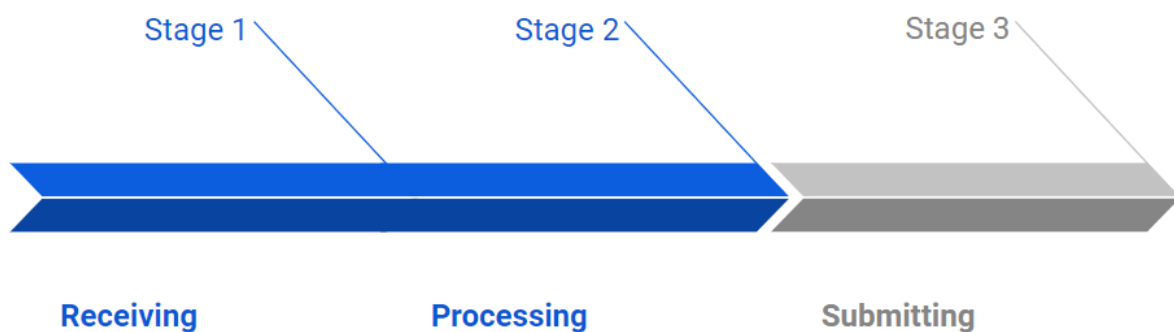 Stage 1
Stage 2
Stage 3
Receiving
Processing
Submitting